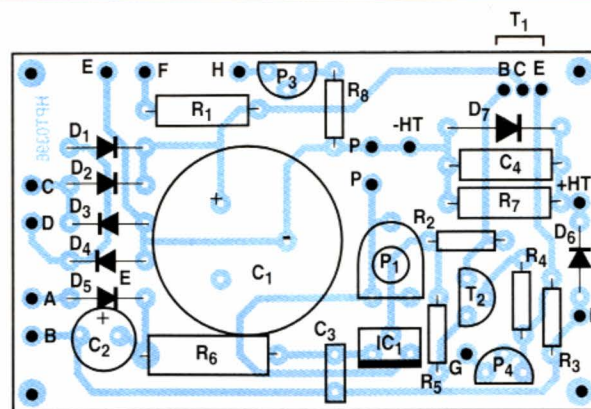 T1
E F H P3 B C E
HP10336
R1 R8 D7
D1 P -HT
D2 C4
C P + R7 +HT
D3 D
R2 D6
D4 - P1 R4
D5 E C1 T2
A
B + C2
R6 C3 IC1 R5 G P4 R3